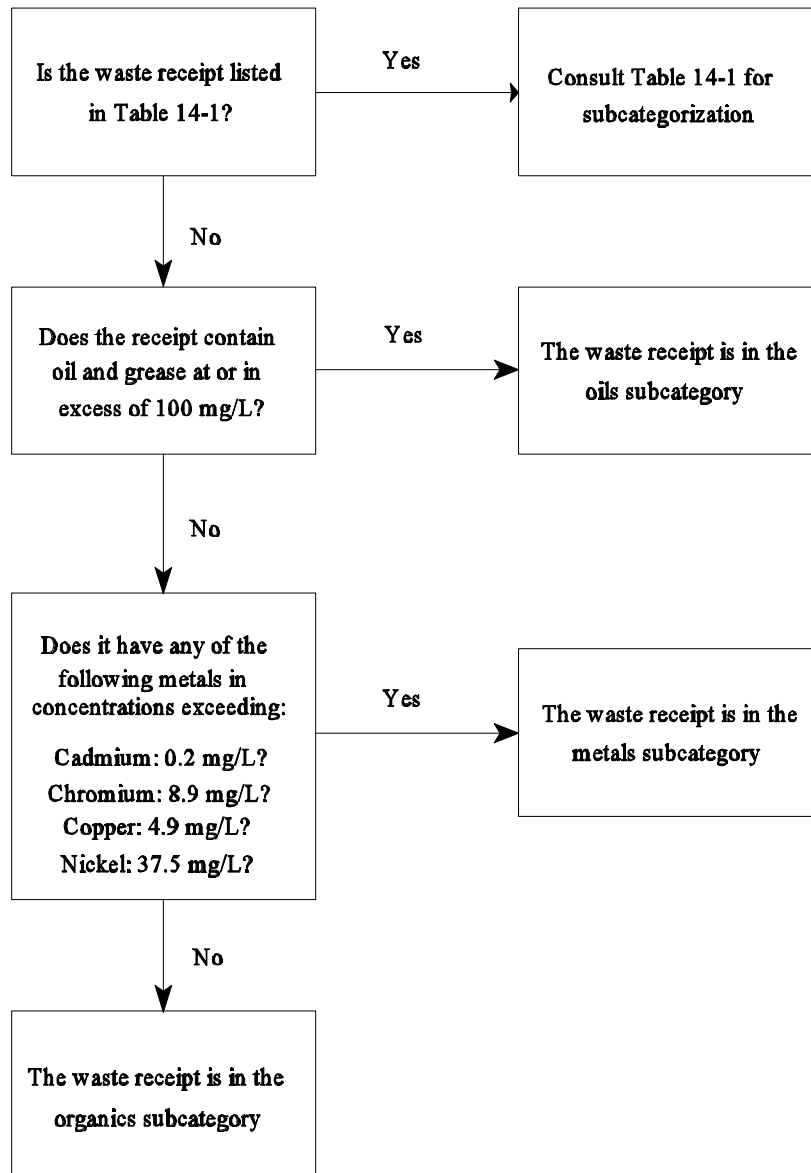 Is the waste receipt listed
in Table 14-1?
Yes
Consult Table 14-1 for
subcategorization
No
Does the receipt contain
oil and grease at or in
excess of 100 mg/L?
Yes
The waste receipt is in the
oils subcategory
No
Does it have any of the
following metals in
concentrations exceeding:
Cadmium: 0.2 mg/L?
Chromium: 8.9 mg/L?
Copper: 4.9 mg/L?
Nickel: 37.5 mg/L?
Yes
The waste receipt is in the
metals subcategory
No
The waste receipt is in the
organics subcategory